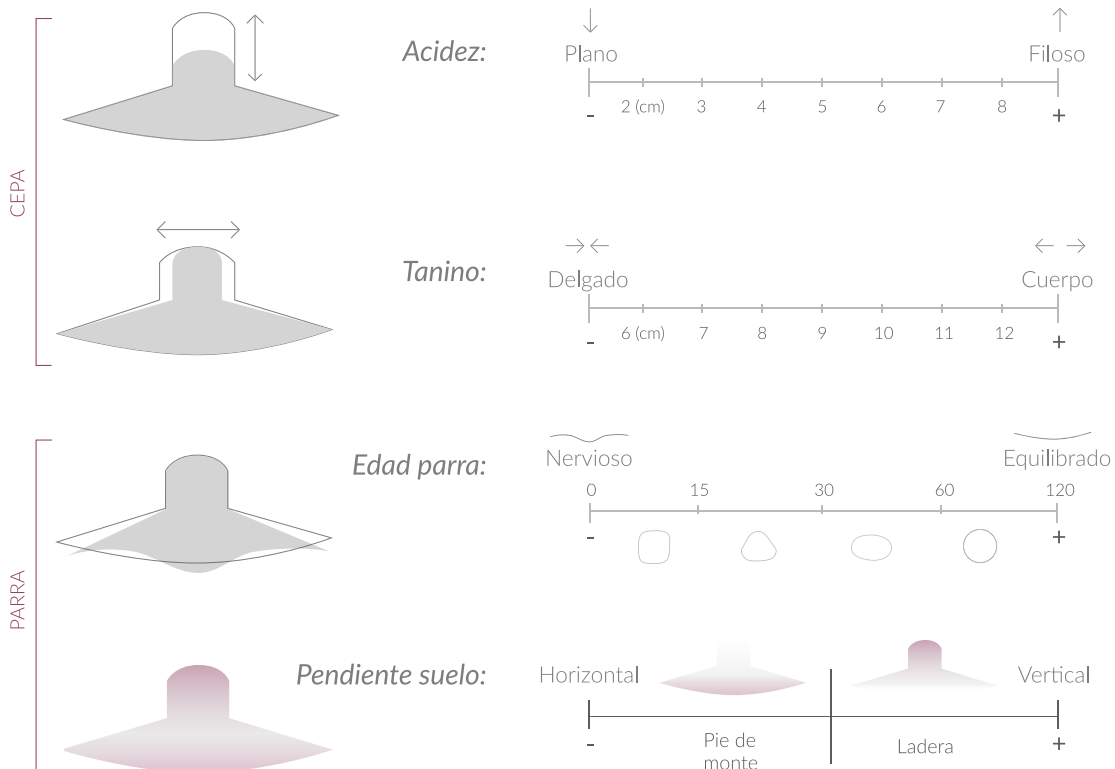 CEPA
Acidez:
Plano
Filoso
2 (cm) 3 4 5 6 7 8
- +
Tanino:
Delgado
Cuerpo
6 (cm) 7 8 9 10 11 12
- +
PARRA
Edad parra:
Nervioso
Equilibrado
0 15 30 60 120
- +
Pendiente suelo:
Horizontal
Vertical
- +
Pie de
monte
Ladera